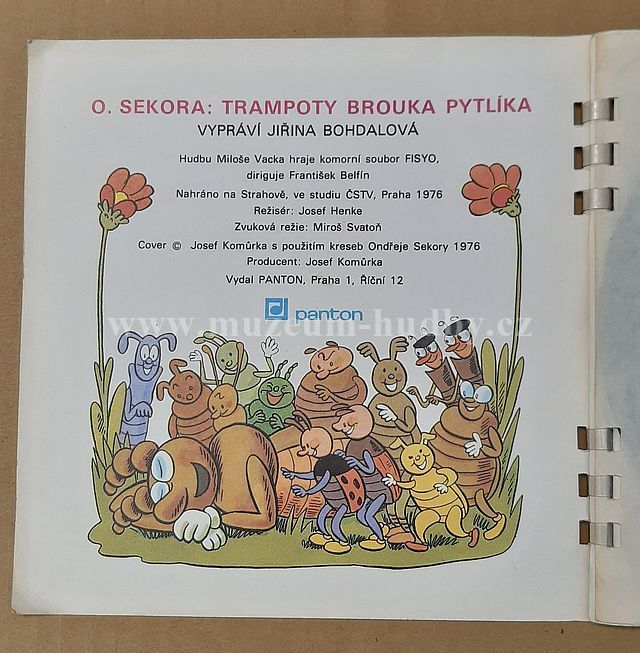 O. SEKORA: TRAMPOTY BROUKA PYTLÍKA
VYPRÁVÍ JIŘINA BOHDALOVÁ
Hudbu Miloše Vacka hraje komorní soubor FISYO,
diriguje František Belfín
Nahráno na Strahově, ve studiu ČSTV, Praha 1976
Režisér: Josef Henke
Zvuková režie: Miroš Svatoň
Cover © Josef Komůrka s použitím kreseb Ondřeje Sekory 1976
Producent: Josef Komůrka
Vydal PANTON, Praha 1, Říční 12
panton
www.muzeum-hudby.cz